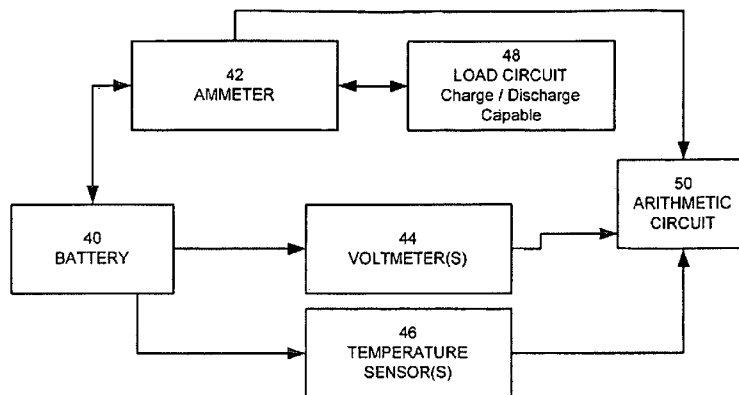 42
AMMETER
48
LOAD CIRCUIT
Charge / Discharge
Capable
50
ARITHMETIC
CIRCUIT
40
BATTERY
44
VOLTMETER(S)
46
TEMPERATURE
SENSOR(S)